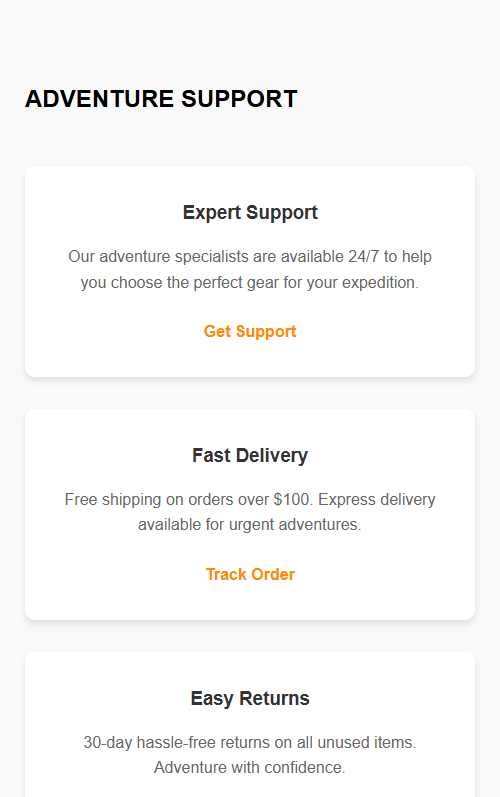 ADVENTURE SUPPORT
Expert Support
Our adventure specialists are available 24/7 to help
you choose the perfect gear for your expedition.
Get Support
Fast Delivery
Free shipping on orders over $100. Express delivery
available for urgent adventures.
Track Order
Easy Returns
30-day hassle-free returns on all unused items.
Adventure with confidence.